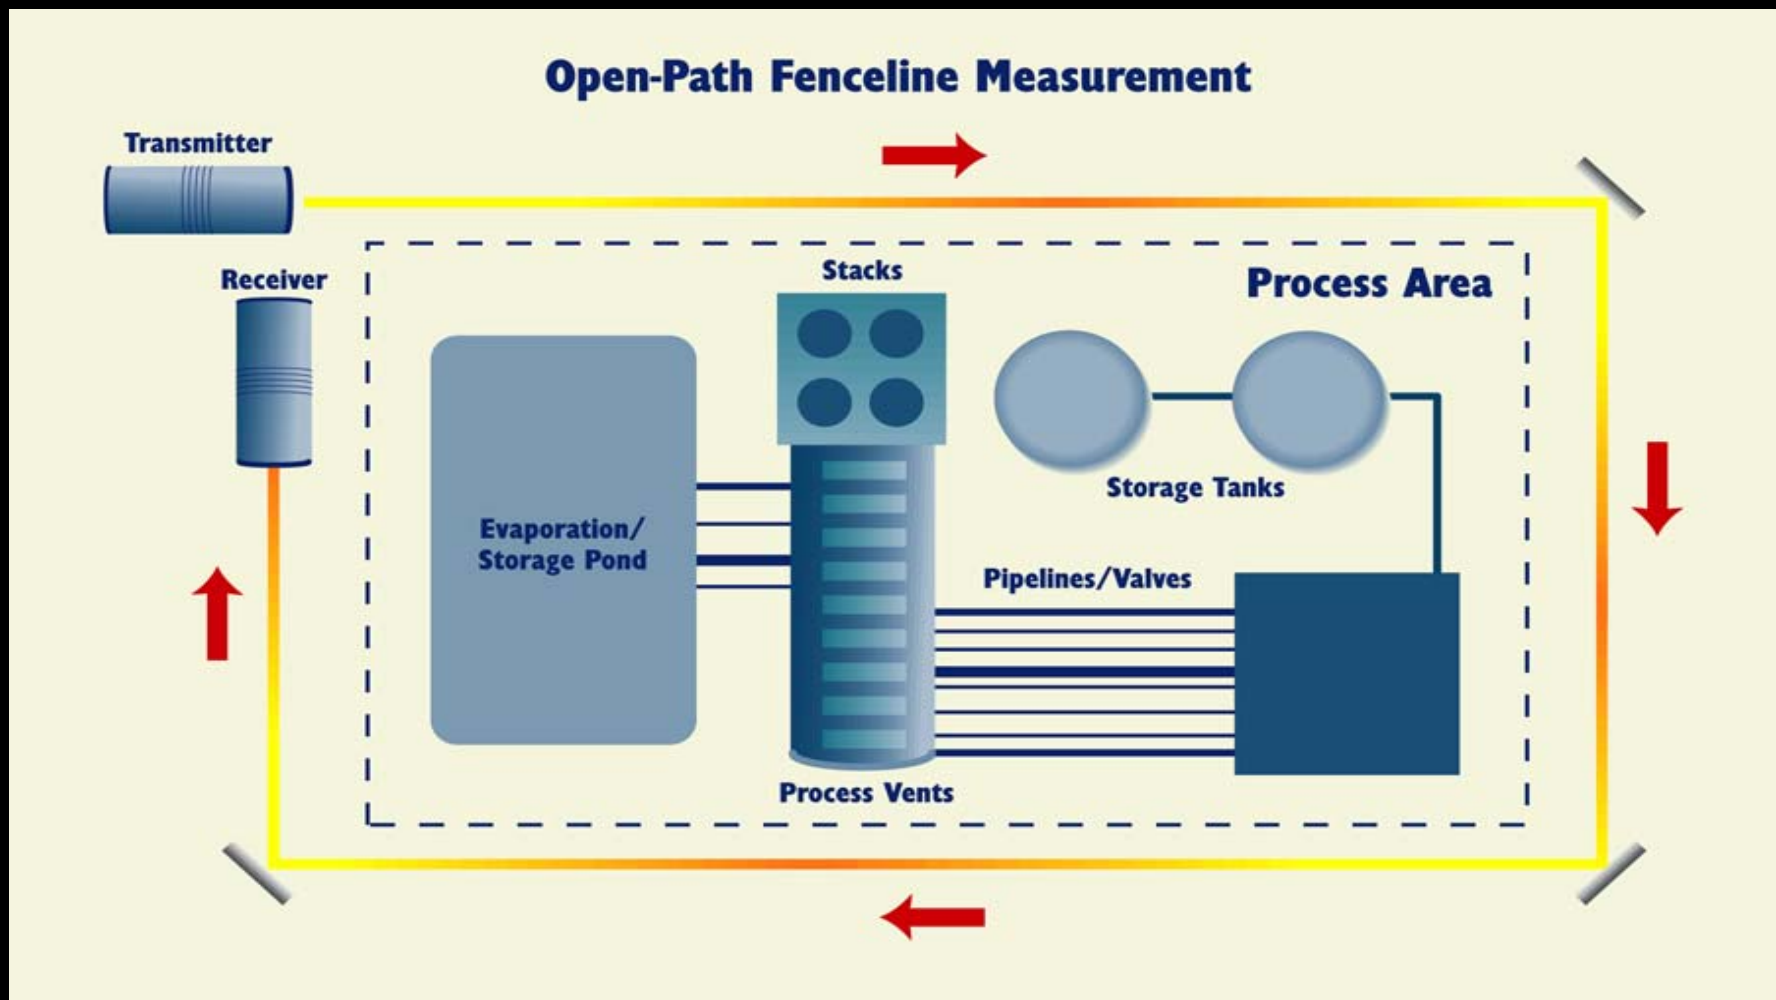 Open-Path Fenceline Measurement
Transmitter
Receiver
Stacks
Process Area
Storage Tanks
Evaporation/
Storage Pond
Pipelines/Valves
Process Vents